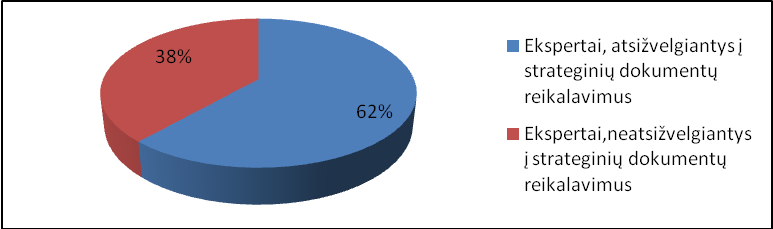 38%
62%
Ekspertai, atsižvelgiantys į
strateginių dokumentų
reikalavimus
Ekspertai,neatsižvelgiantys
į strateginių dokumentų
reikalavimus